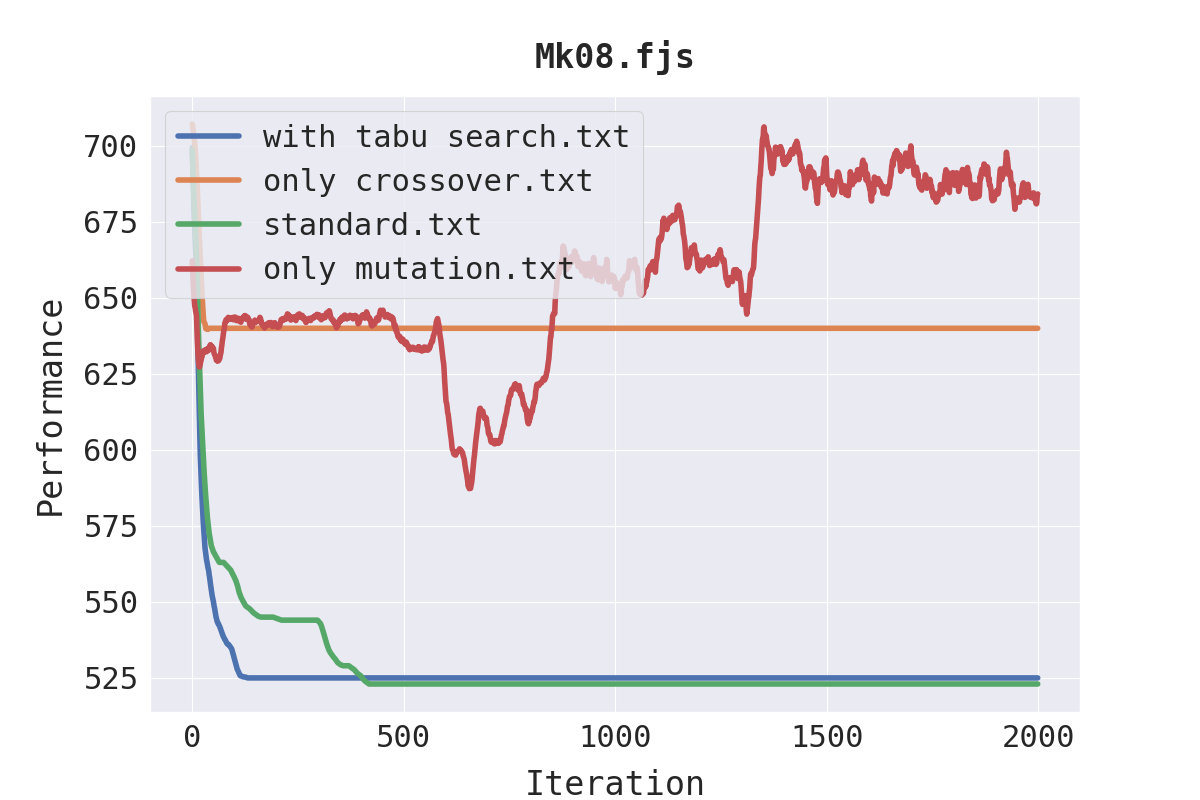 Mk08.fjs
with tabu search.txt
only crossover.txt
standard.txt
only mutation.txt
700
675
650
625
600
575
550
525
Performance
0 500 1000 1500 2000
Iteration